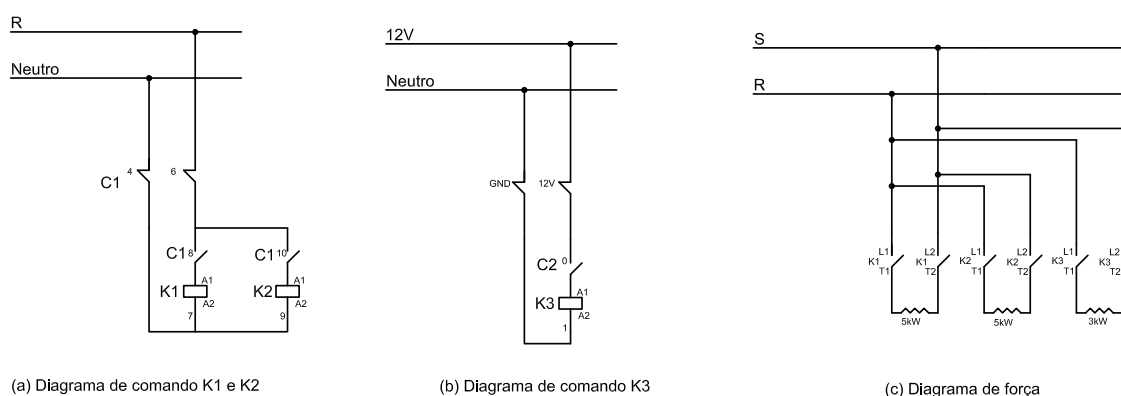 R
Neutro
4
6
C1
C1 8
C1 10
A1
A1
K1
K2
A2
A2
7
9
(a) Diagrama de comando K1 e K2
12V
Neutro
GND
12V
C2 0
A1
K3
A2
1
(b) Diagrama de comando K3
S
R
L1
L2
L1
L2
L1
L2
K1
K1
K2
K2
K3
K3
T1
T2
T1
T2
T1
T2
5kW
5kW
3kW
(c) Diagrama de força